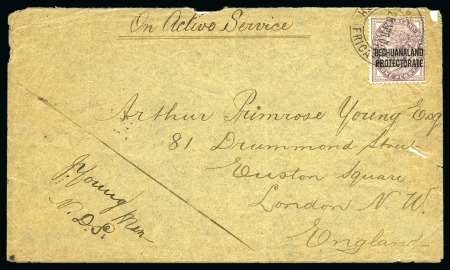 On Active Service
BECHUANALAND
PROTECTORATE
Arthur Primrose Young Esq
81 Drummond Street
Euston Square
London N. W.
England
Young